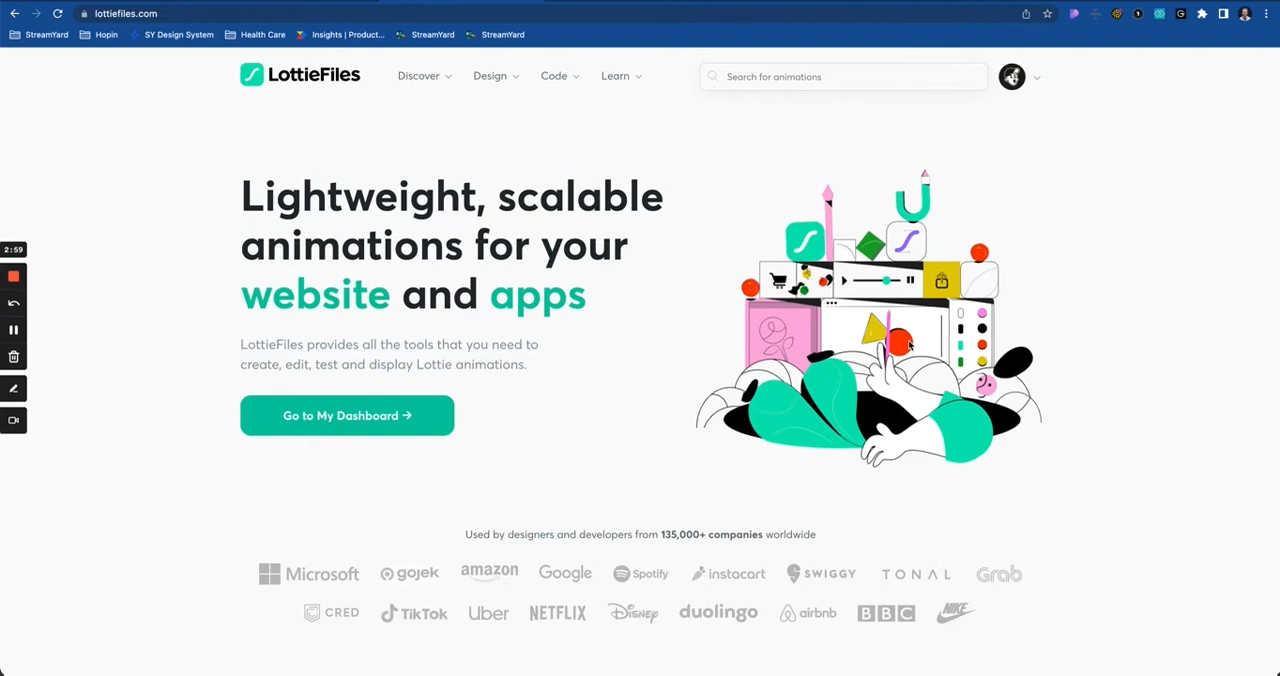 lottiefiles.com
StreamYard Hopin SY Design System Health Care Insights | Product... StreamYard StreamYard
LottieFiles Discover Design Code Learn Search for animations
Lightweight, scalable
animations for your
website and apps
LottieFiles provides all the tools that you need to
create, edit, test and display Lottie animations.
Go to My Dashboard →
2:59
Used by designers and developers from 135,000+ companies worldwide
Microsoft gojek amazon Google Spotify instacart SWIGGY TONAL Grab
CRED TikTok Uber NETFLIX Disney duolingo airbnb BBC NIKE